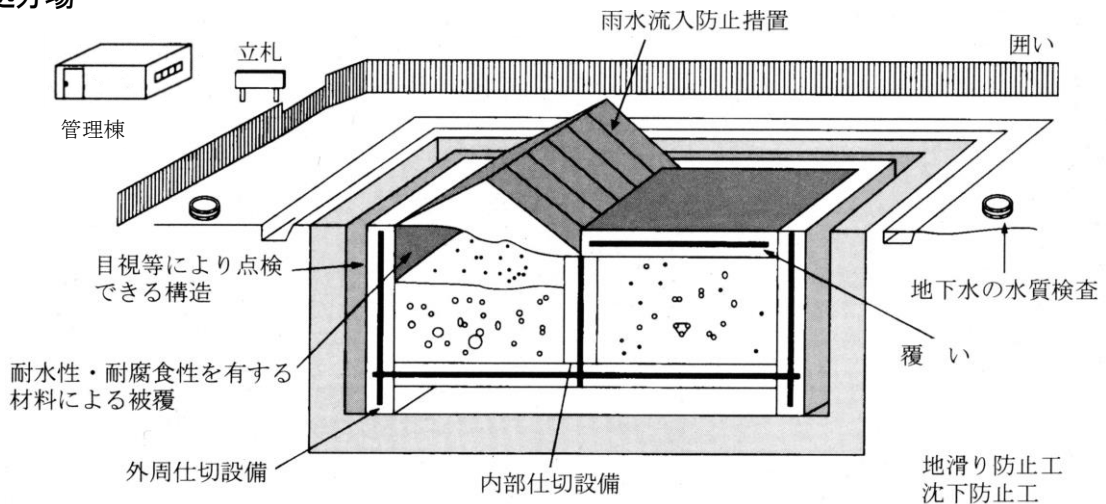 処分場
雨水流入防止措置
囲い
立札
管理棟
目視等により点検
できる構造
地下水の水質検査
覆 い
耐水性・耐腐食性を有する
材料による被覆
外周仕切設備
内部仕切設備
地滑り防止工
沈下防止工